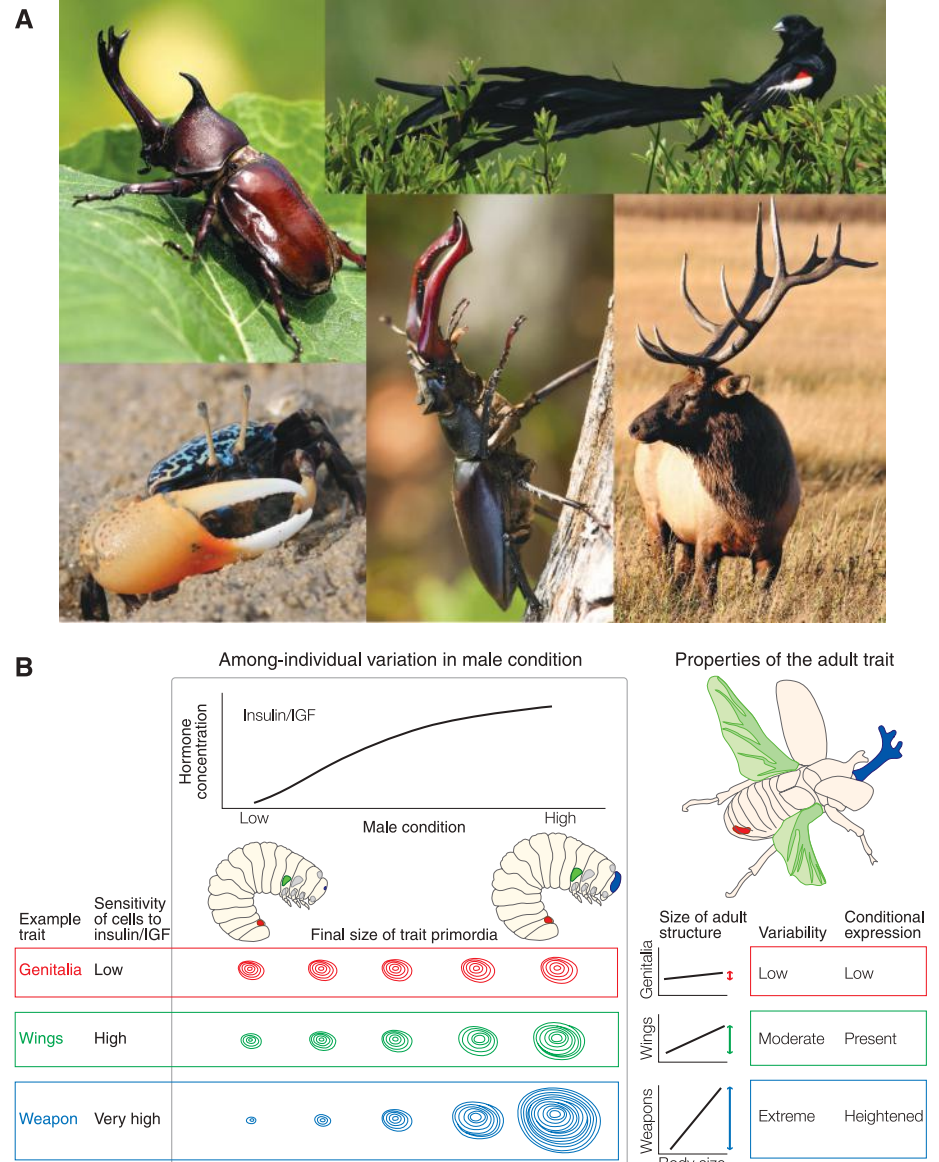 A
B
Among-individual variation in male condition
Properties of the adult trait
Hormone
concentration
Insulin/IGF
Low
High
Male condition
Example
trait
Sensitivity
of cells to
insulin/IGF
Final size of trait primordia
Size of adult
structure
Variability
Conditional
expression
Genitalia
Low
Genitalia
Low
Low
Wings
High
Wings
Moderate
Present
Weapon
Very high
Weapons
Extreme
Heightened
Body size